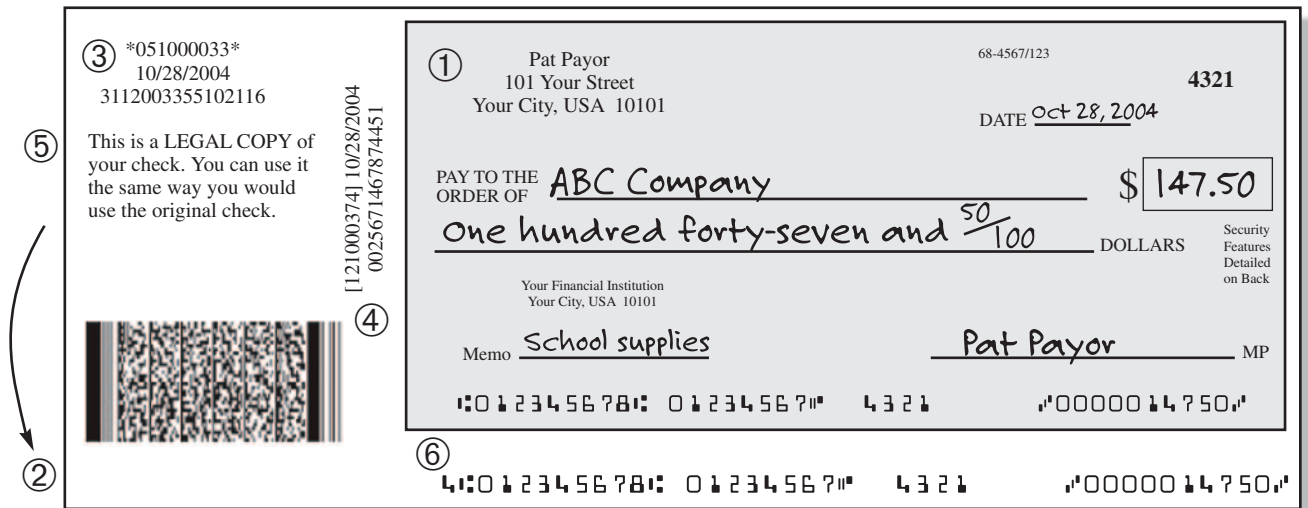 ③ *051000033*
10/28/2004
3112003355102116
⑤ This is a LEGAL COPY of
your check. You can use it
the same way you would
use the original check.
[121000374] 10/28/2004
0025671467874451
④
②
① Pat Payor
101 Your Street
Your City, USA 10101
68-4567/123
4321
DATE Oct 28, 2004
PAY TO THE
ORDER OF ABC Company $ 147.50
One hundred forty-seven and 50/100 DOLLARS
Security
Features
Detailed
on Back
Your Financial Institution
Your City, USA 10101
Memo School supplies Pat Payor MP
⑆012345678⑆ 01234567⑈ 4321 ⑇0000014750⑇
⑥
4⑆012345678⑆ 01234567⑈ 4321 ⑇0000014750⑇